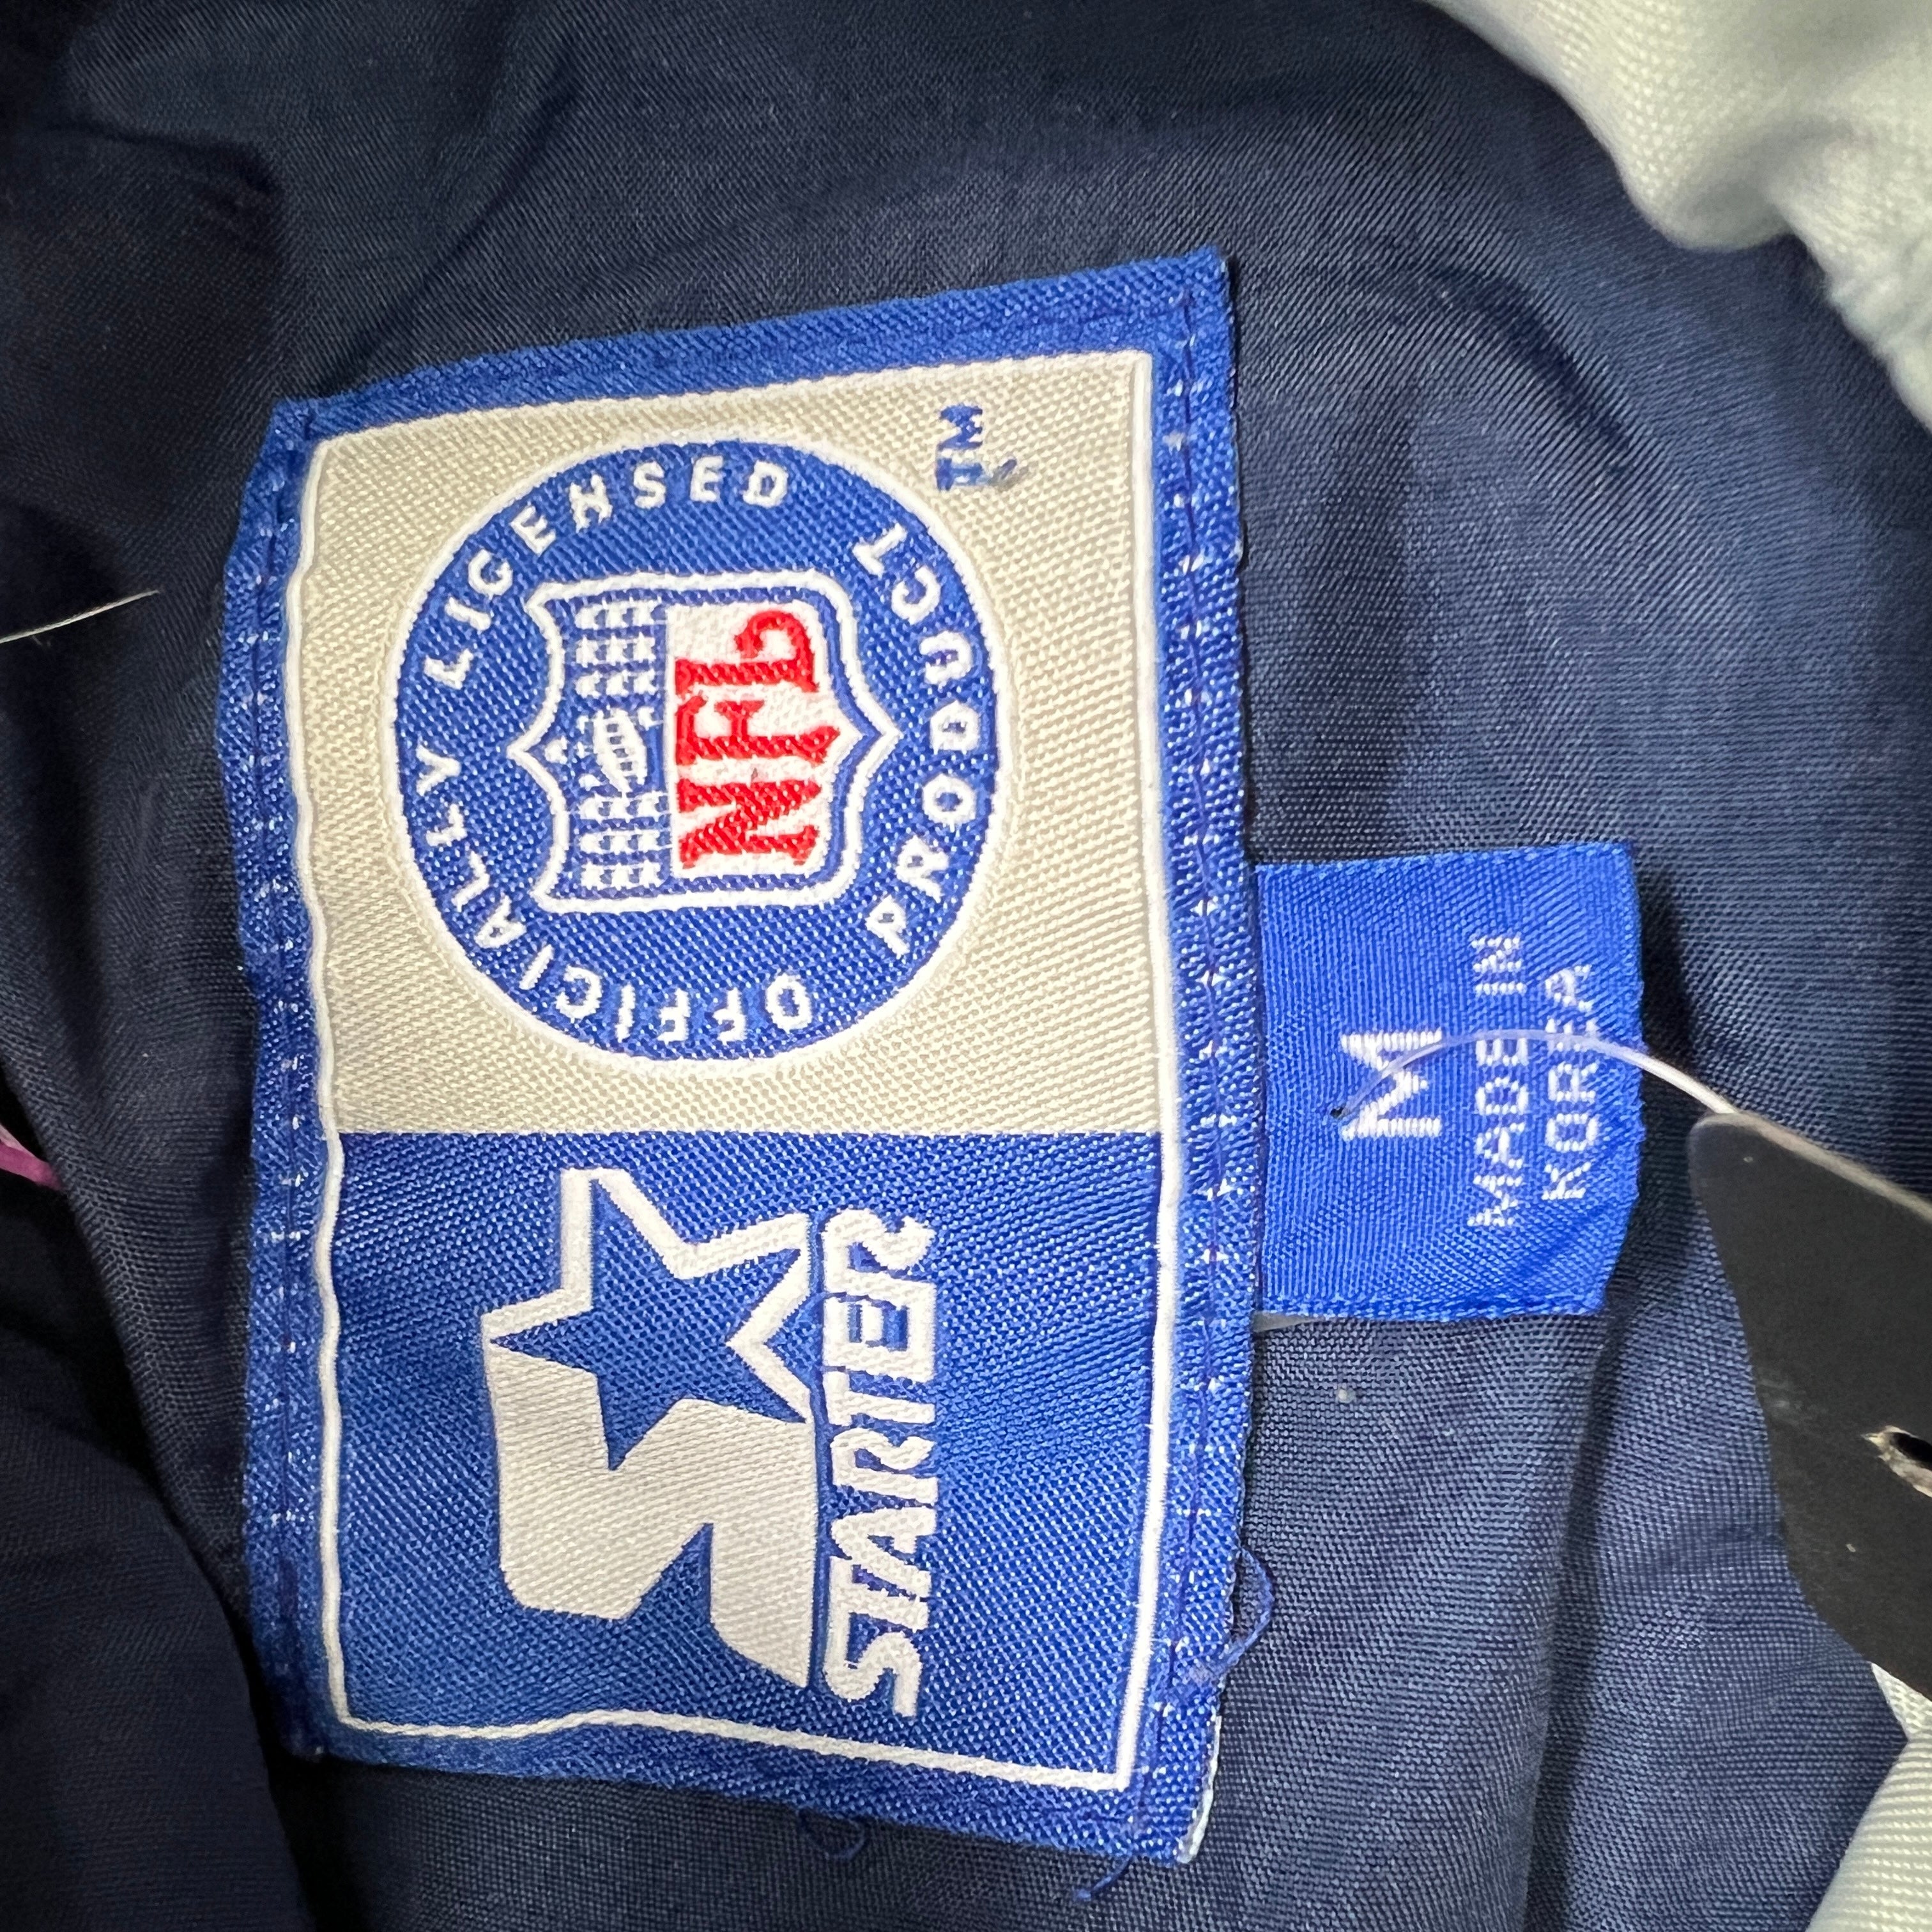 STARTER
OFFICIALLY LICENSED
PRODUCT
NFL
TM
M
MADE IN
KOREA